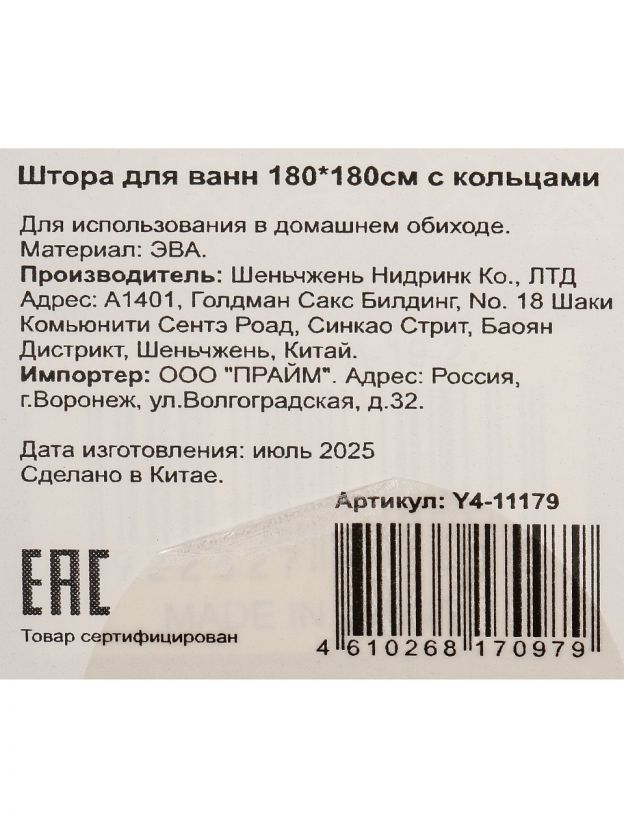 Штора для ванн 180*180см с кольцами
Для использования в домашнем обиходе.
Материал: ЭВА.
Производитель: Шеньчжень Нидринк Ко., ЛТД
Адрес: А1401, Голдман Сакс Билдинг, No. 18 Шаки
Комьюнити Сентэ Роад, Синкао Стрит, Баоян
Дистрикт, Шеньчжень, Китай.
Импортер: ООО "ПРАЙМ". Адрес: Россия,
г.Воронеж, ул.Волгоградская, д.32.
Дата изготовления: июль 2025
Сделано в Китае.
Артикул: Y4-11179
EAC
Товар сертифицирован
4 610268 170979
MADE IN